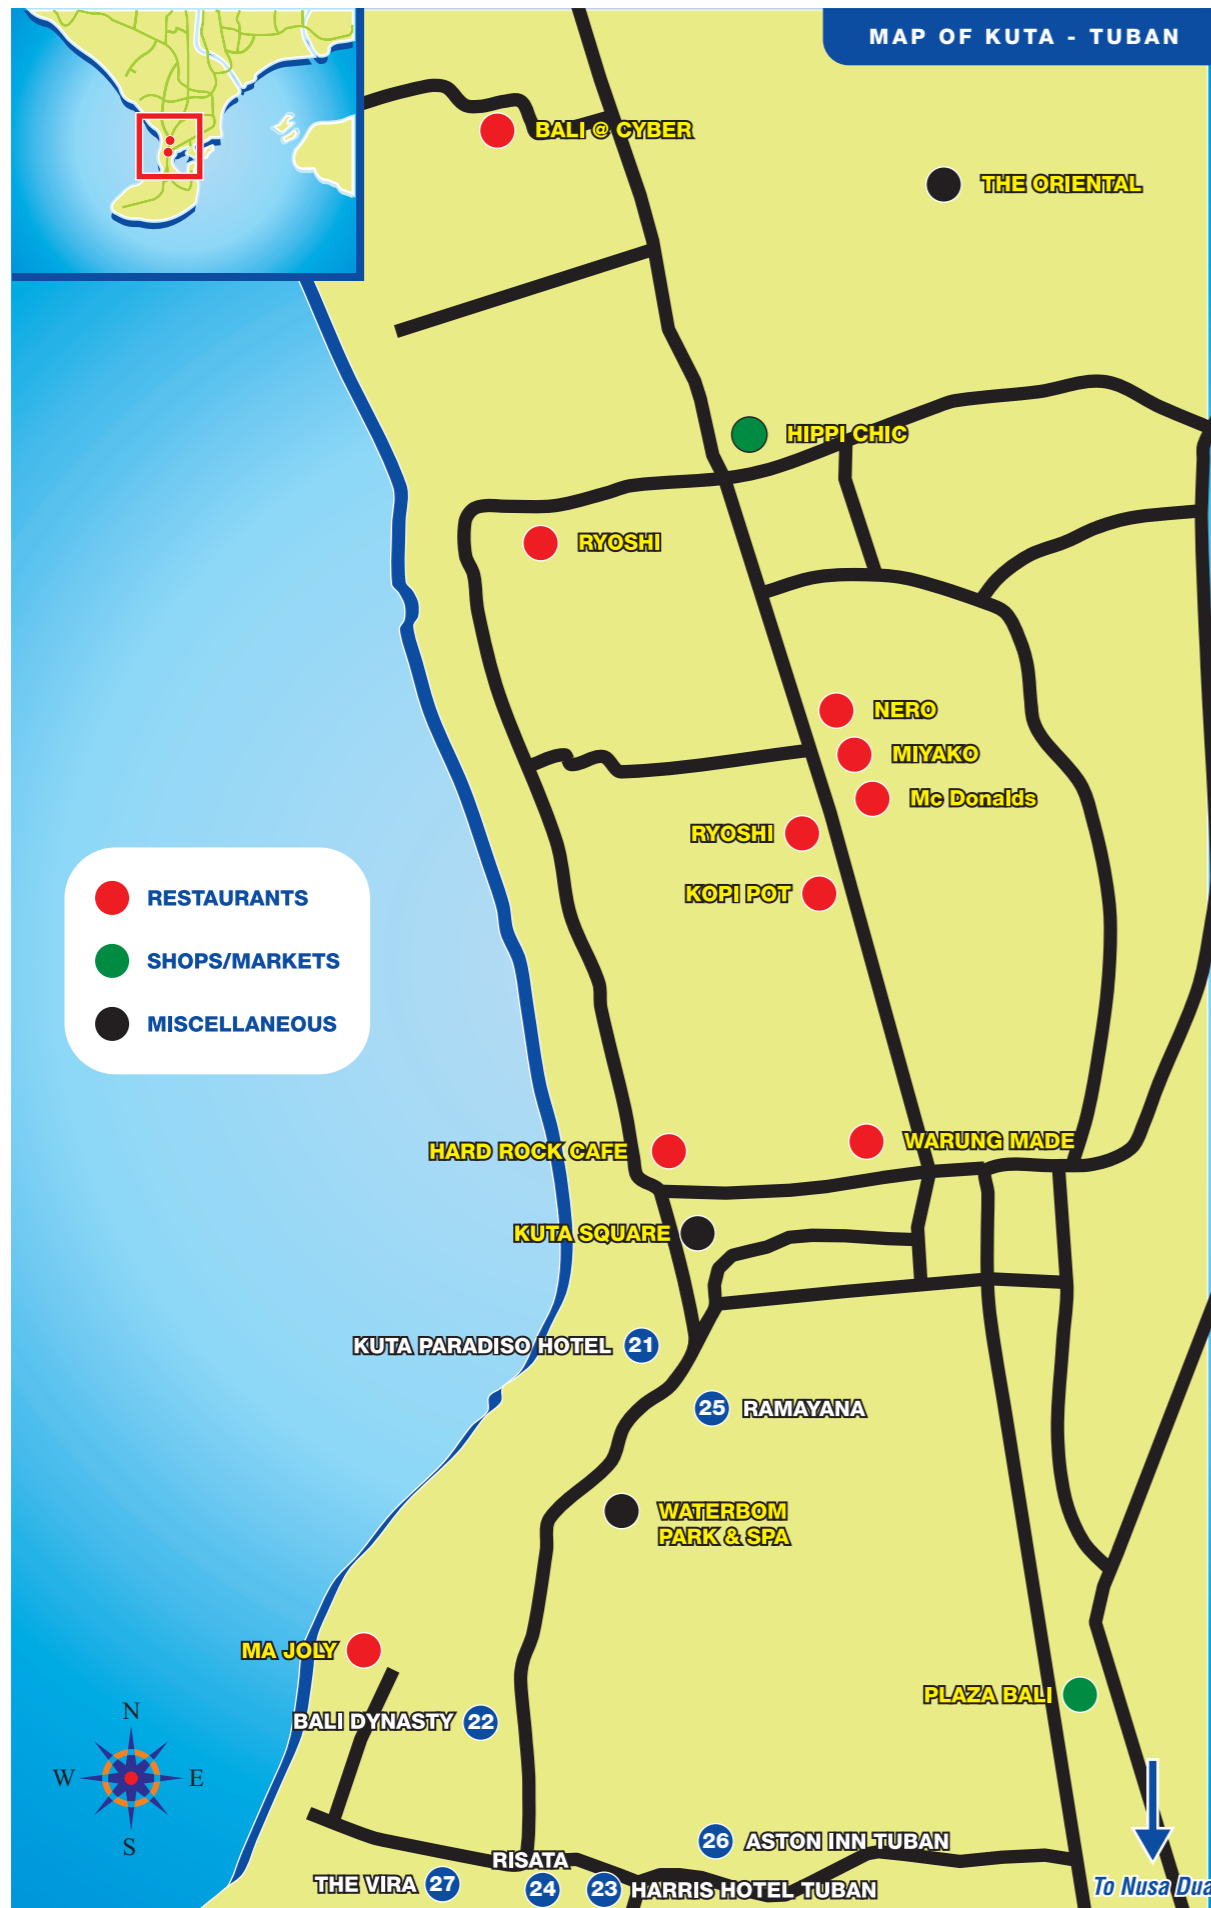 MAP OF KUTA - TUBAN
BALI @ CYBER
THE ORIENTAL
HIPPI CHIC
RYOSHI
NERO
MIYAKO
Mc Donalds
RYOSHI
KOPI POT
RESTAURANTS
SHOPS/MARKETS
MISCELLANEOUS
WARUNG MADE
HARD ROCK CAFE
KUTA SQUARE
KUTA PARADISO HOTEL 21
25 RAMAYANA
WATERBOM
PARK & SPA
MA JOLY
PLAZA BALI
N
BALI DYNASTY 22
W E
S
26 ASTON INN TUBAN
RISATA
THE VIRA 27
24
23 HARRIS HOTEL TUBAN
To Nusa Dua